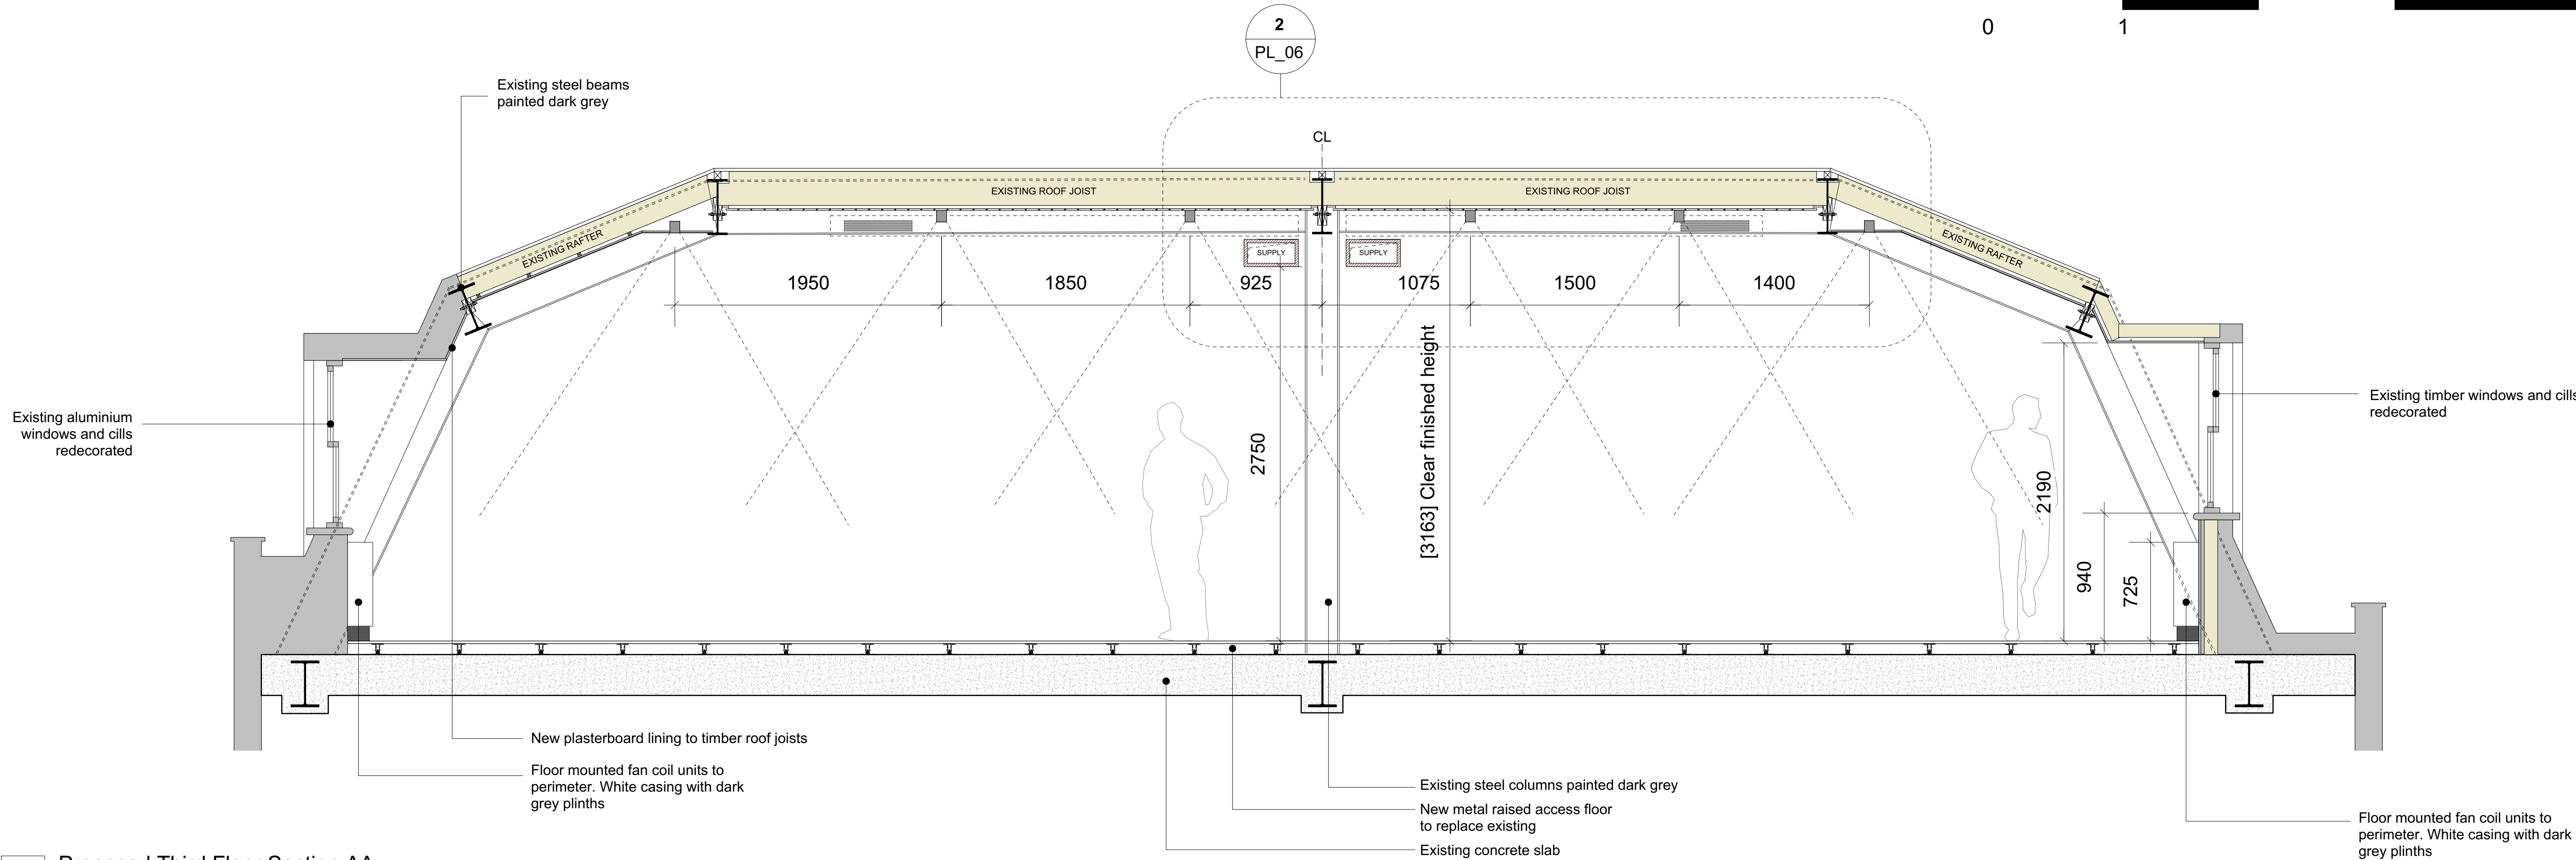 0
1
2
PL_06
Existing steel beams
painted dark grey
CL
EXISTING ROOF JOIST
EXISTING ROOF JOIST
EXISTING RAFTER
EXISTING RAFTER
SUPPLY
SUPPLY
1950
1850
925
1075
1500
1400
[3163] Clear finished height
2750
2190
940
725
Existing aluminium
windows and cills
redecorated
Existing timber windows and cills
redecorated
New plasterboard lining to timber roof joists
Floor mounted fan coil units to
perimeter. White casing with dark
grey plinths
Existing steel columns painted dark grey
New metal raised access floor
to replace existing
Existing concrete slab
Floor mounted fan coil units to
perimeter. White casing with dark
grey plinths
Proposed Third Floor Section AA